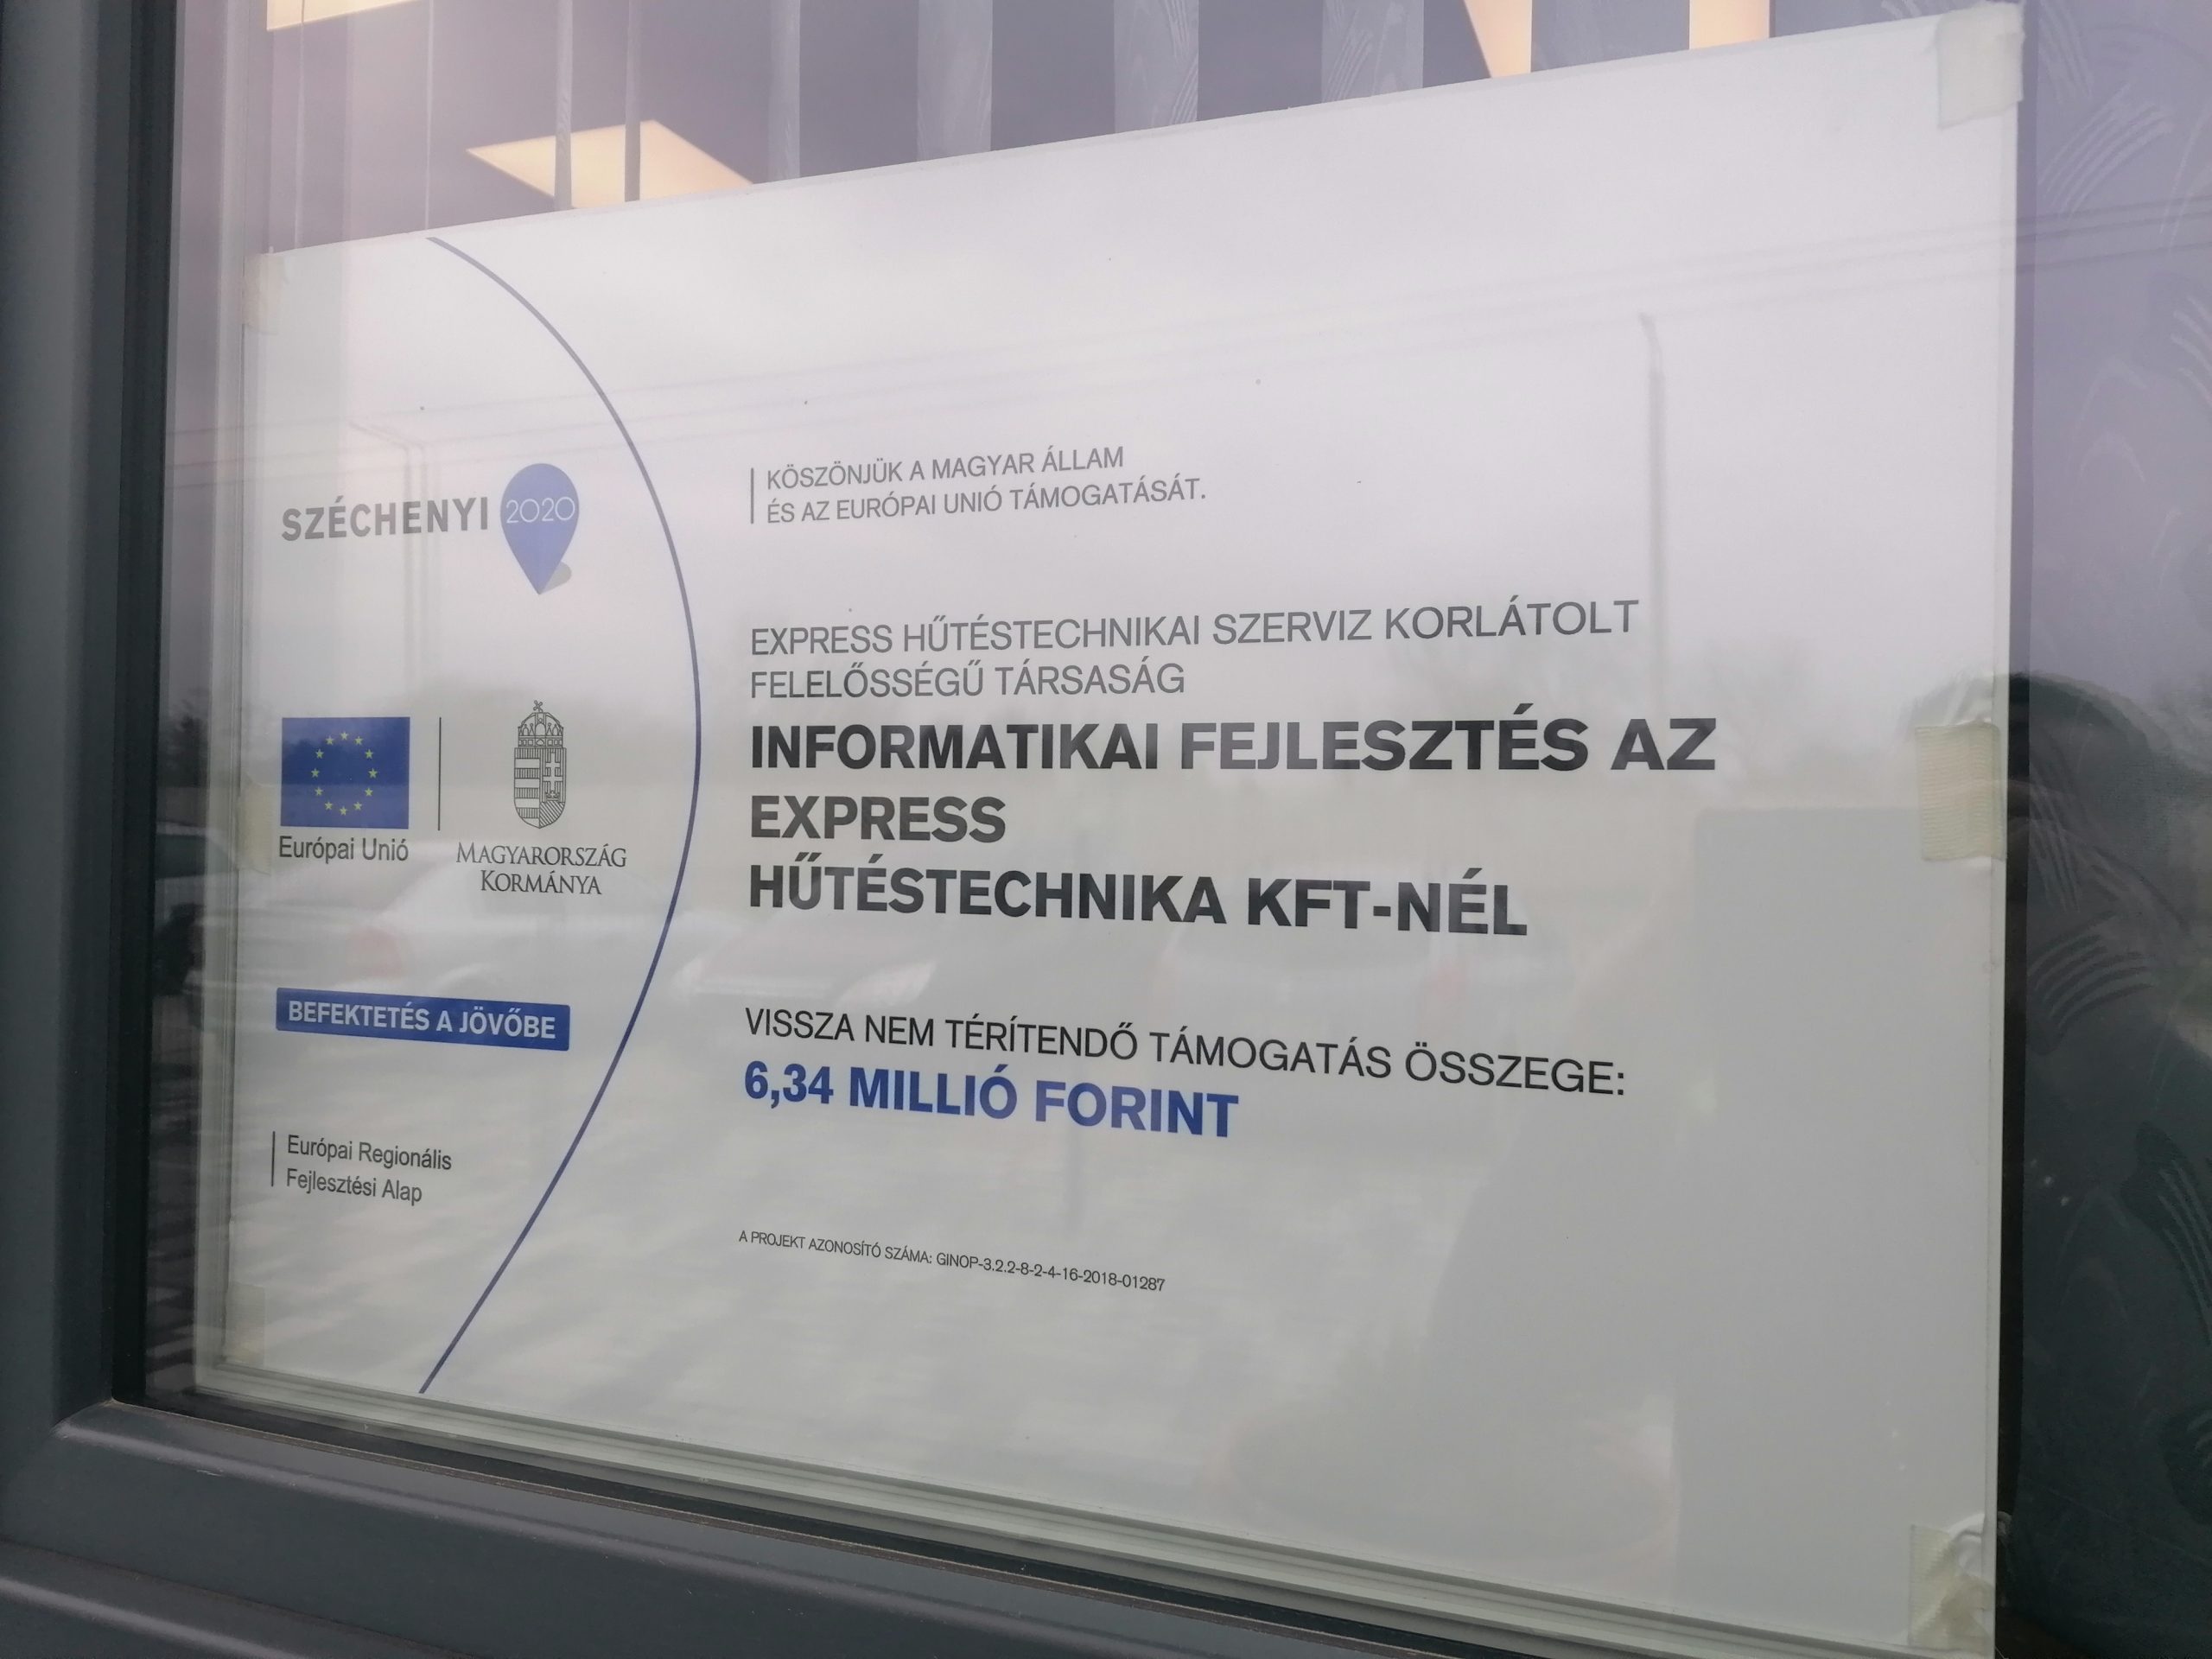 SZÉCHENYI 2020
Európai Unió
MAGYARORSZÁG
KORMÁNYA
BEFEKTETÉS A JÖVŐBE
Európai Regionális
Fejlesztési Alap
KÖSZÖNJÜK A MAGYAR ÁLLAM
ÉS AZ EURÓPAI UNIÓ TÁMOGATÁSÁT.
EXPRESS HŰTÉSTECHNIKAI SZERVIZ KORLÁTOLT
FELELŐSSÉGŰ TÁRSASÁG
INFORMATIKAI FEJLESZTÉS AZ
EXPRESS
HŰTÉSTECHNIKA KFT-NÉL
VISSZA NEM TÉRÍTENDŐ TÁMOGATÁS ÖSSZEGE:
6,34 MILLIÓ FORINT
A PROJEKT AZONOSÍTÓ SZÁMA: GINOP-3.2.2-8-2-4-16-2018-01287